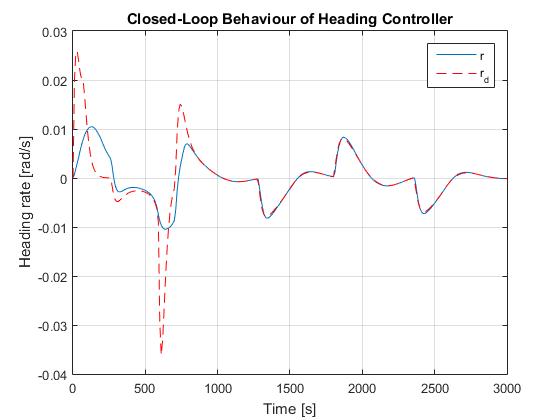 Closed-Loop Behaviour of Heading Controller
0.03
0.02
0.01
0
-0.01
-0.02
-0.03
-0.04
Heading rate [rad/s]
r
r_d
0 500 1000 1500 2000 2500 3000
Time [s]